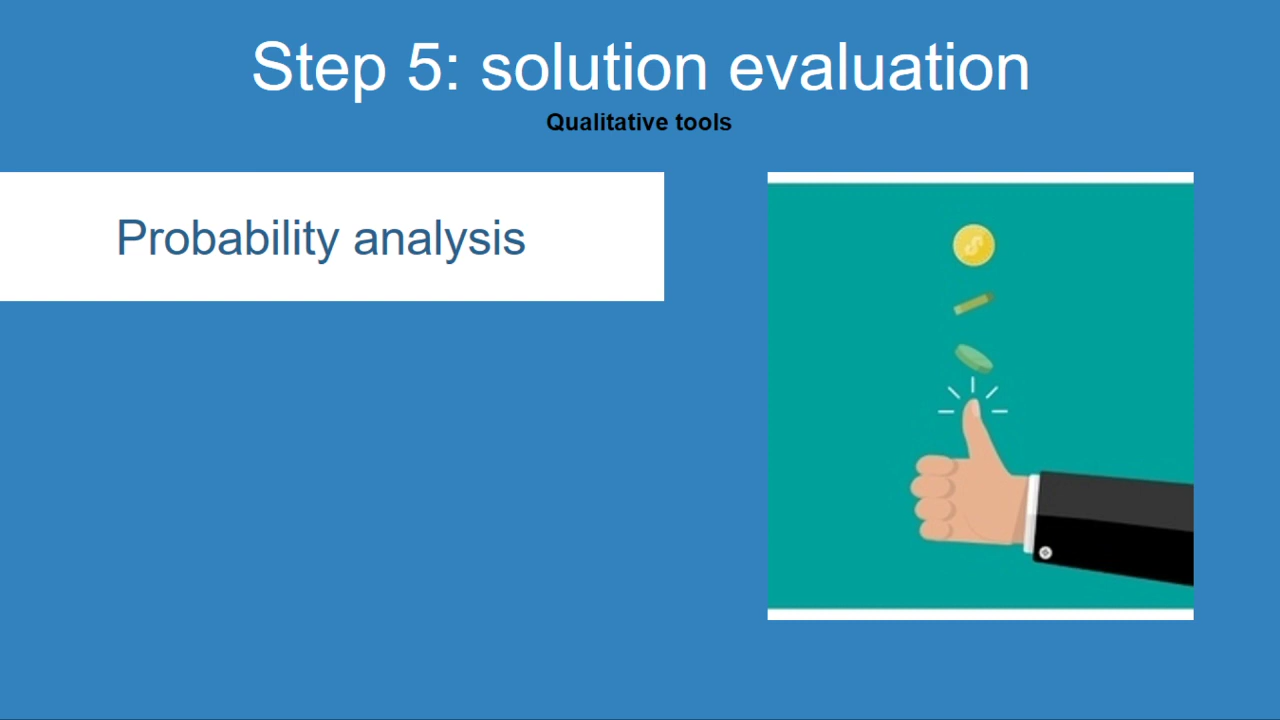 Step 5: solution evaluation
Qualitative tools
Probability analysis